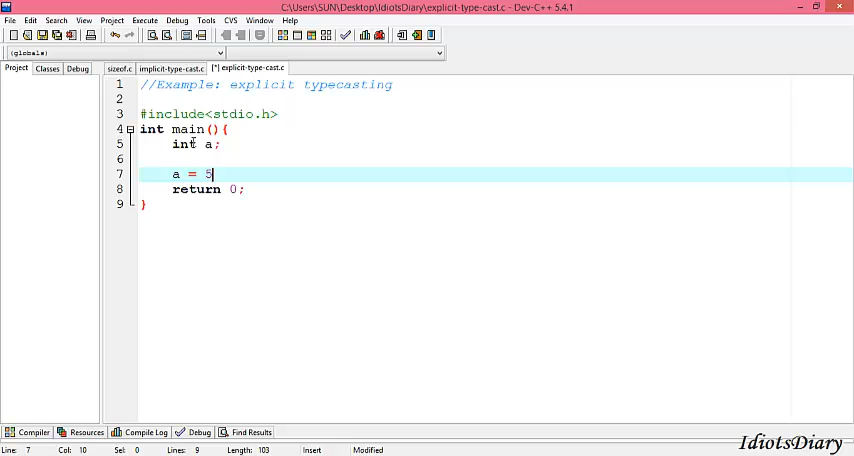 C:\Users\SUN\Desktop\IdiotsDiary\explicit-type-cast.c - Dev-C++ 5.4.1
File Edit Search View Project Execute Debug Tools CVS Window Help
(globals)
Project Classes Debug sizeof.c implicit-type-cast.c [*] explicit-type-cast.c
1 //Example: explicit typecasting
2
3 #include<stdio.h>
4 int main(){
5 int a;
6
7 a = 5
8 return 0;
9 }
Compiler Resources Compile Log Debug Find Results
Line: 7 Col: 10 Sel: 0 Lines: 9 Length: 103 Insert Modified
IdiotsDiary